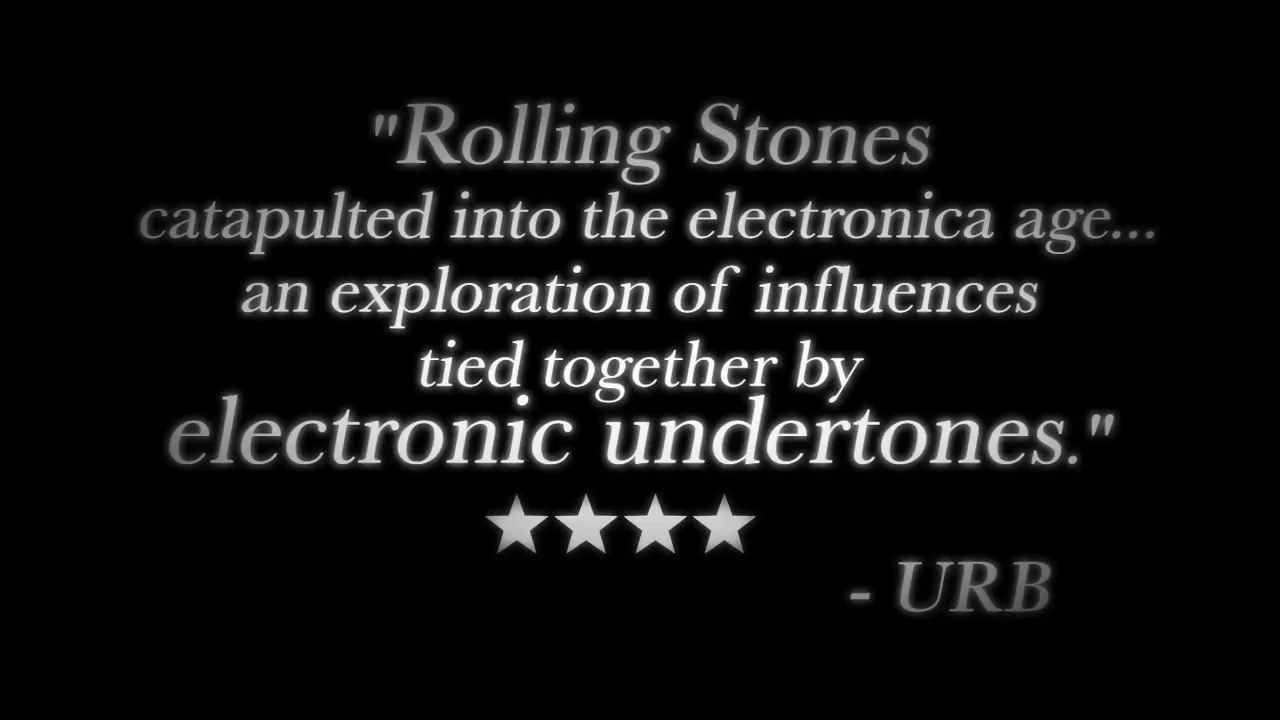 "Rolling Stones
catapulted into the electronica age...
an exploration of influences
tied together by
electronic undertones."
★★★★
- URB